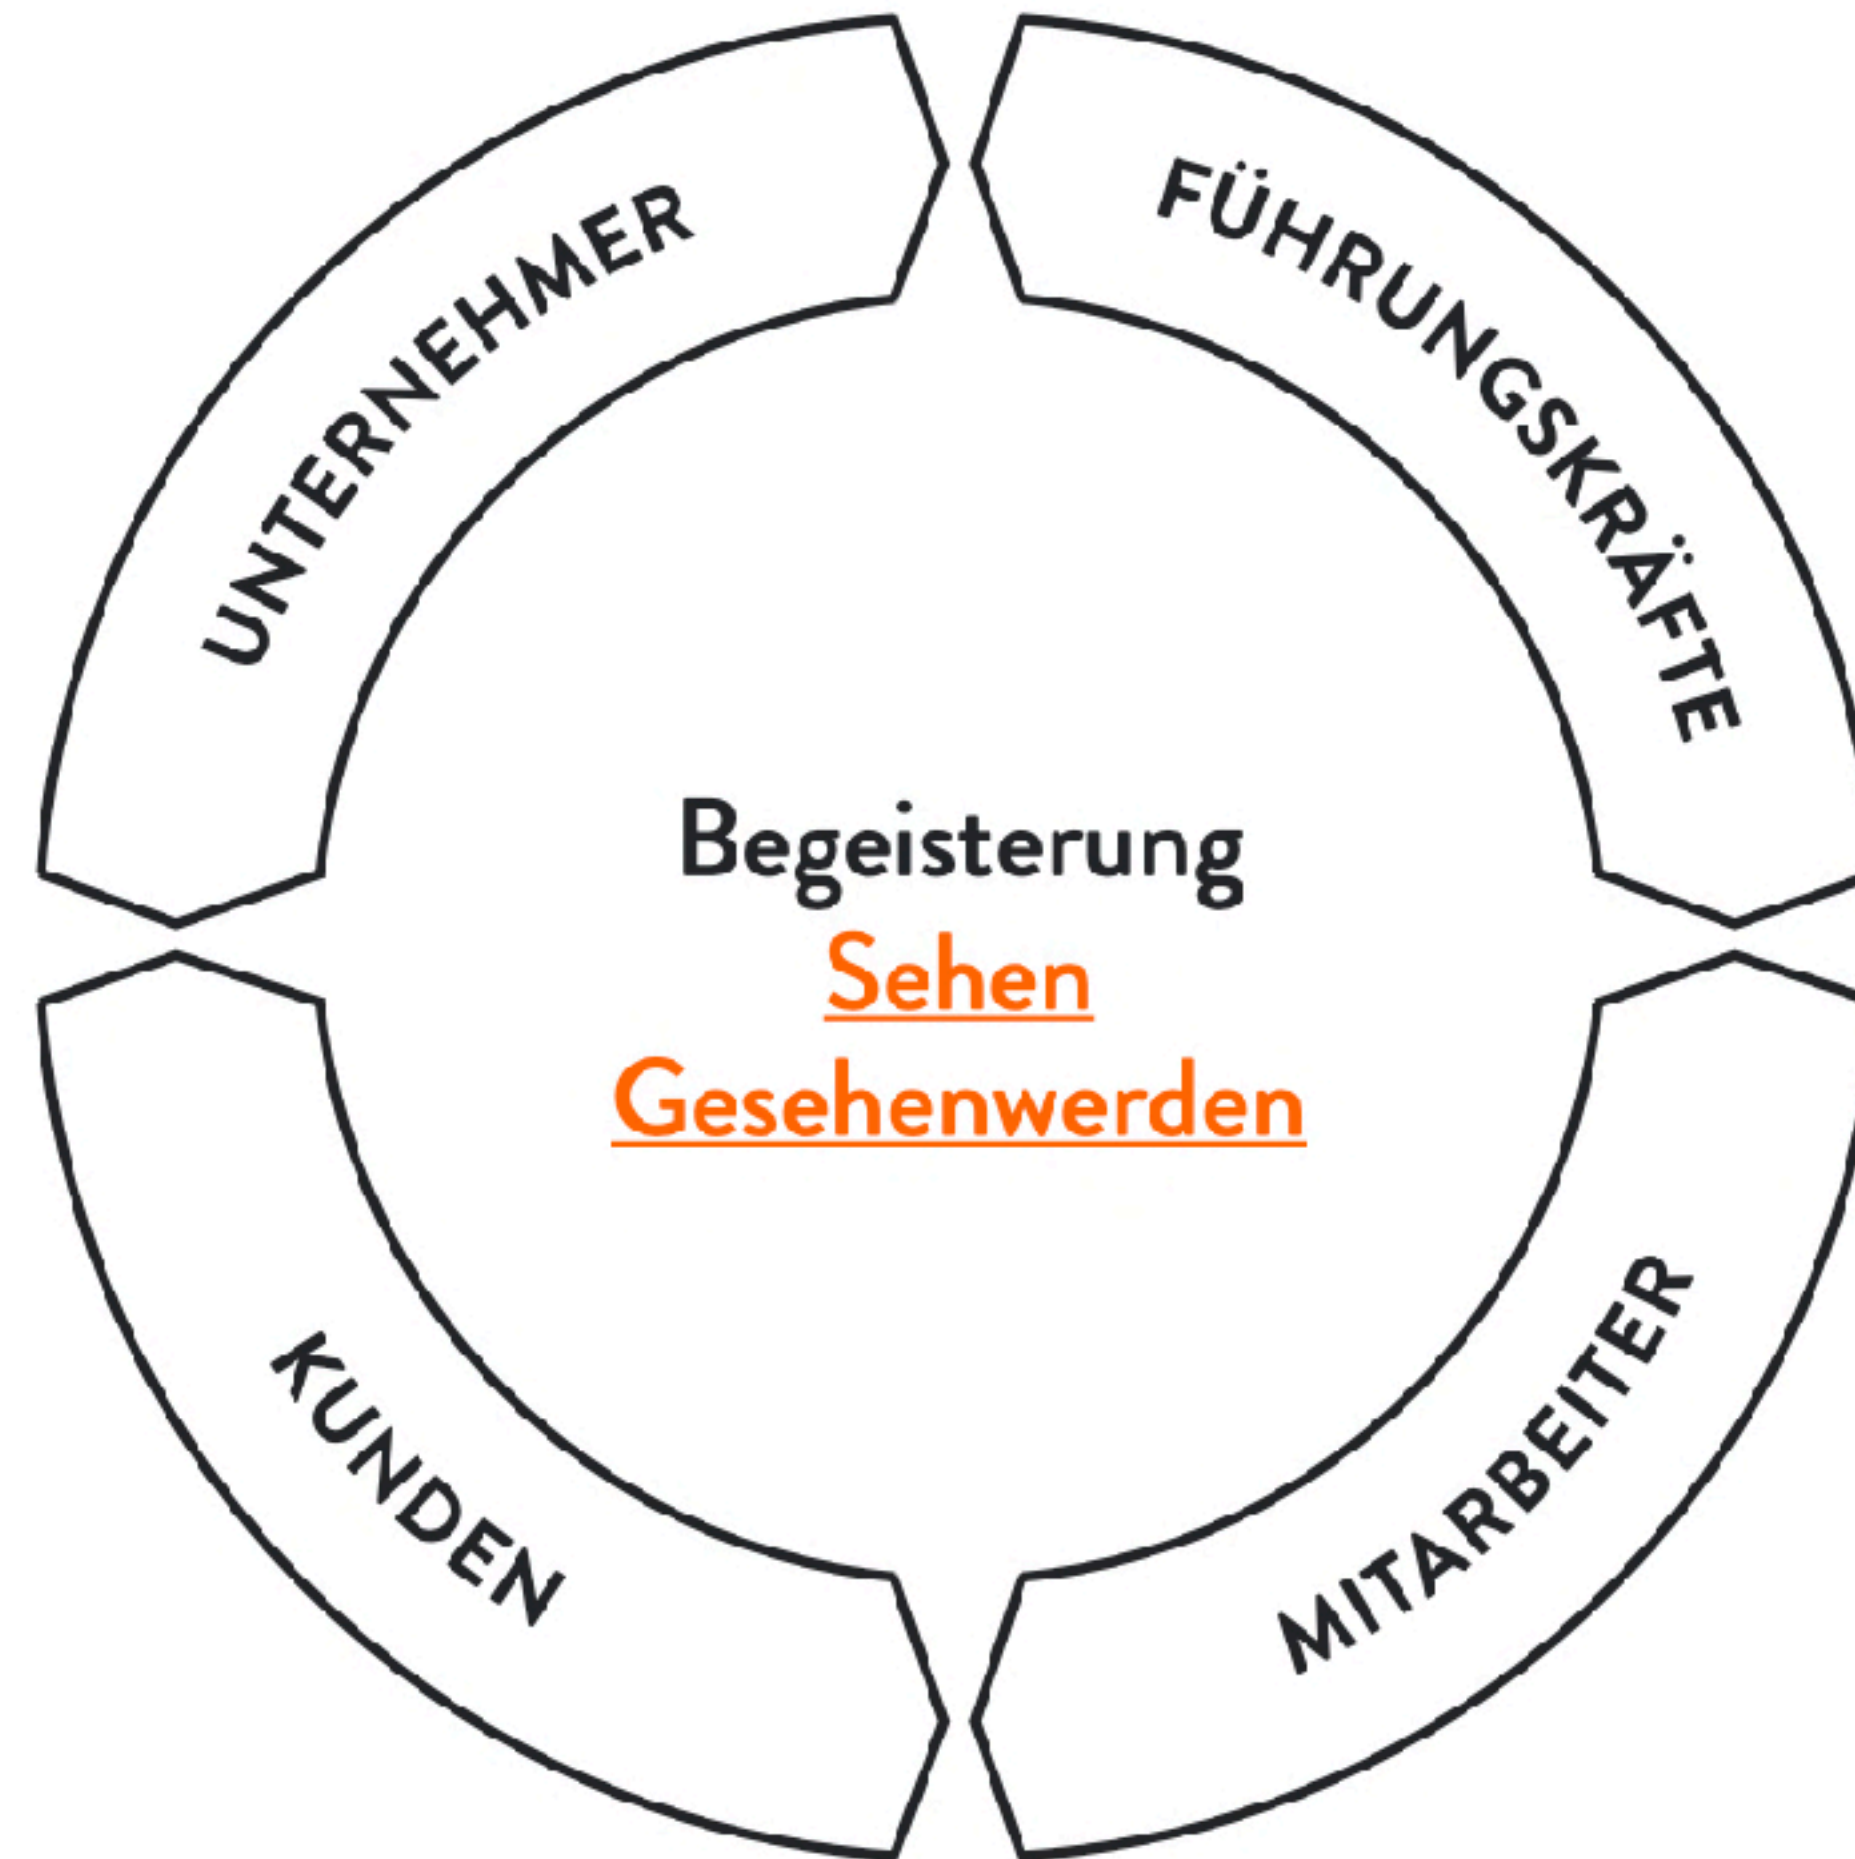 UNTERNEHMER
FÜHRUNGSKRÄFTE
Begeisterung
Sehen
Gesehenwerden
KUNDEN
MITARBEITER